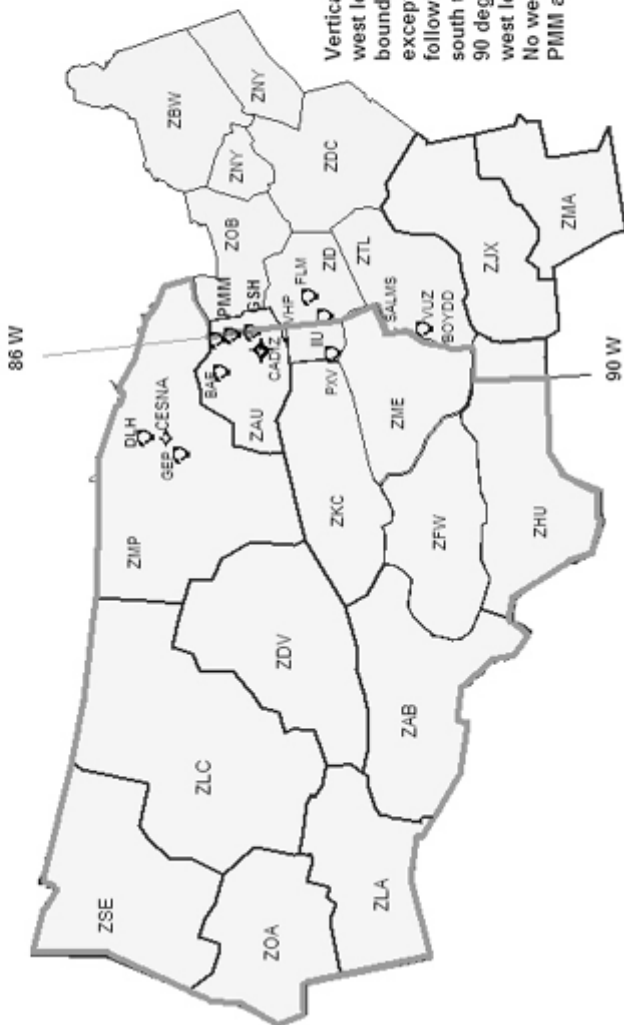 86 W
ZSE
ZLC
ZMP
DLH
CESNA
GEP
ZBW
ZNY
ZNY
ZOB
PMM
GSH
BAE
CADIZ
ZAU
VHP
FLM
ZID
IIU
PXV
ZDC
ZOA
ZDV
ZKC
ZME
ZTL
SALMS
VUZ
BOYDD
ZLA
ZAB
ZFW
ZHU
ZJX
ZMA
90 W
Vertica
west lo
bound
excep
follow
south t
90 deg
west lo
No we
PMM a